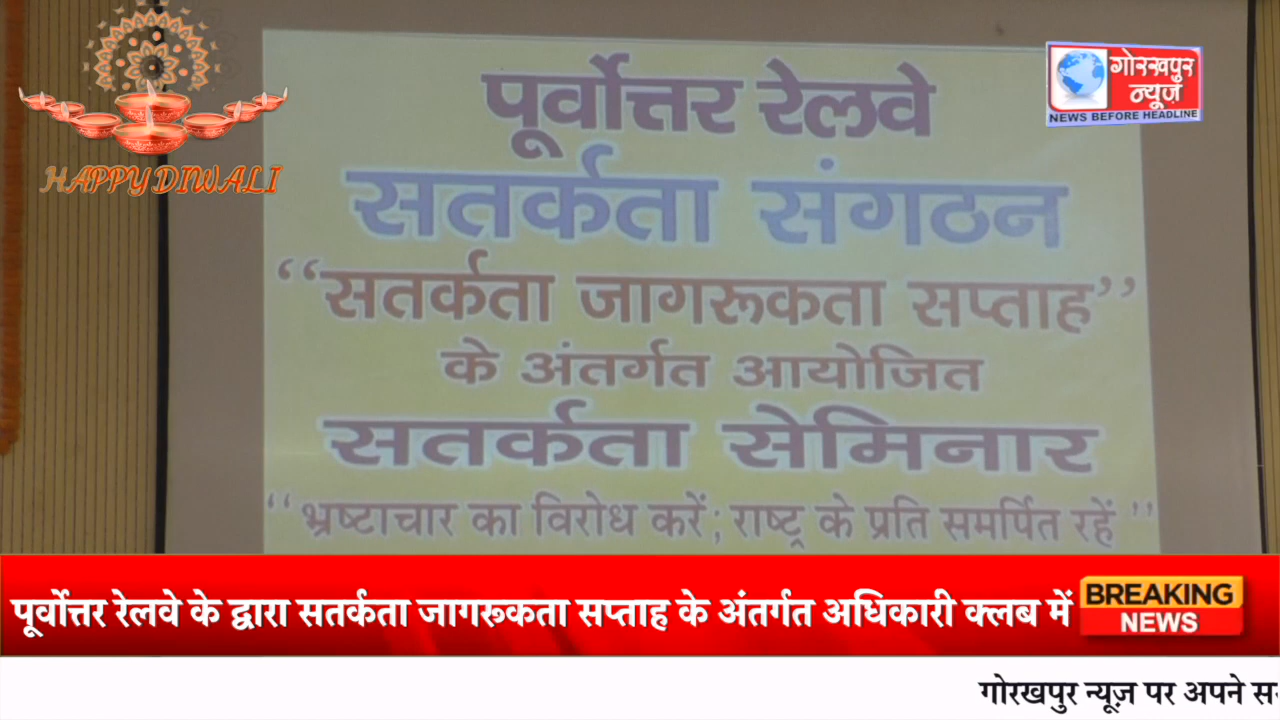 HAPPY DIWALI
गोरखपुर
न्यूज़
NEWS BEFORE HEADLINE
पूर्वोत्तर रेलवे
सतर्कता संगठन
‘‘सतर्कता जागरूकता सप्ताह’’
के अंतर्गत आयोजित
सतर्कता सेमिनार
‘‘भ्रष्टाचार का विरोध करें; राष्ट्र के प्रति समर्पित रहें’’
पूर्वोत्तर रेलवे के द्वारा सतर्कता जागरूकता सप्ताह के अंतर्गत अधिकारी क्लब में
BREAKING
NEWS
गोरखपुर न्यूज़ पर अपने